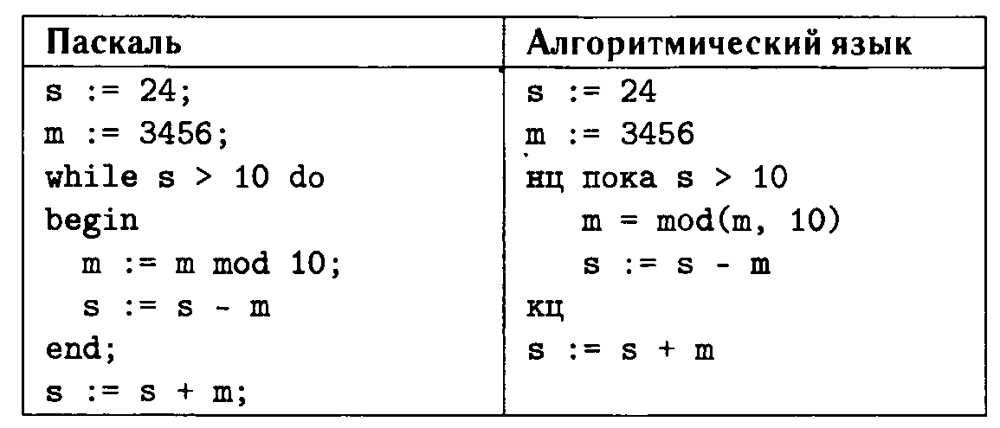 Паскаль
s := 24;
m := 3456;
while s > 10 do
begin
m := m mod 10;
s := s - m
end;
s := s + m;
Алгоритмический язык
s := 24
m := 3456
нц пока s > 10
m = mod(m, 10)
s := s - m
кц
s := s + m